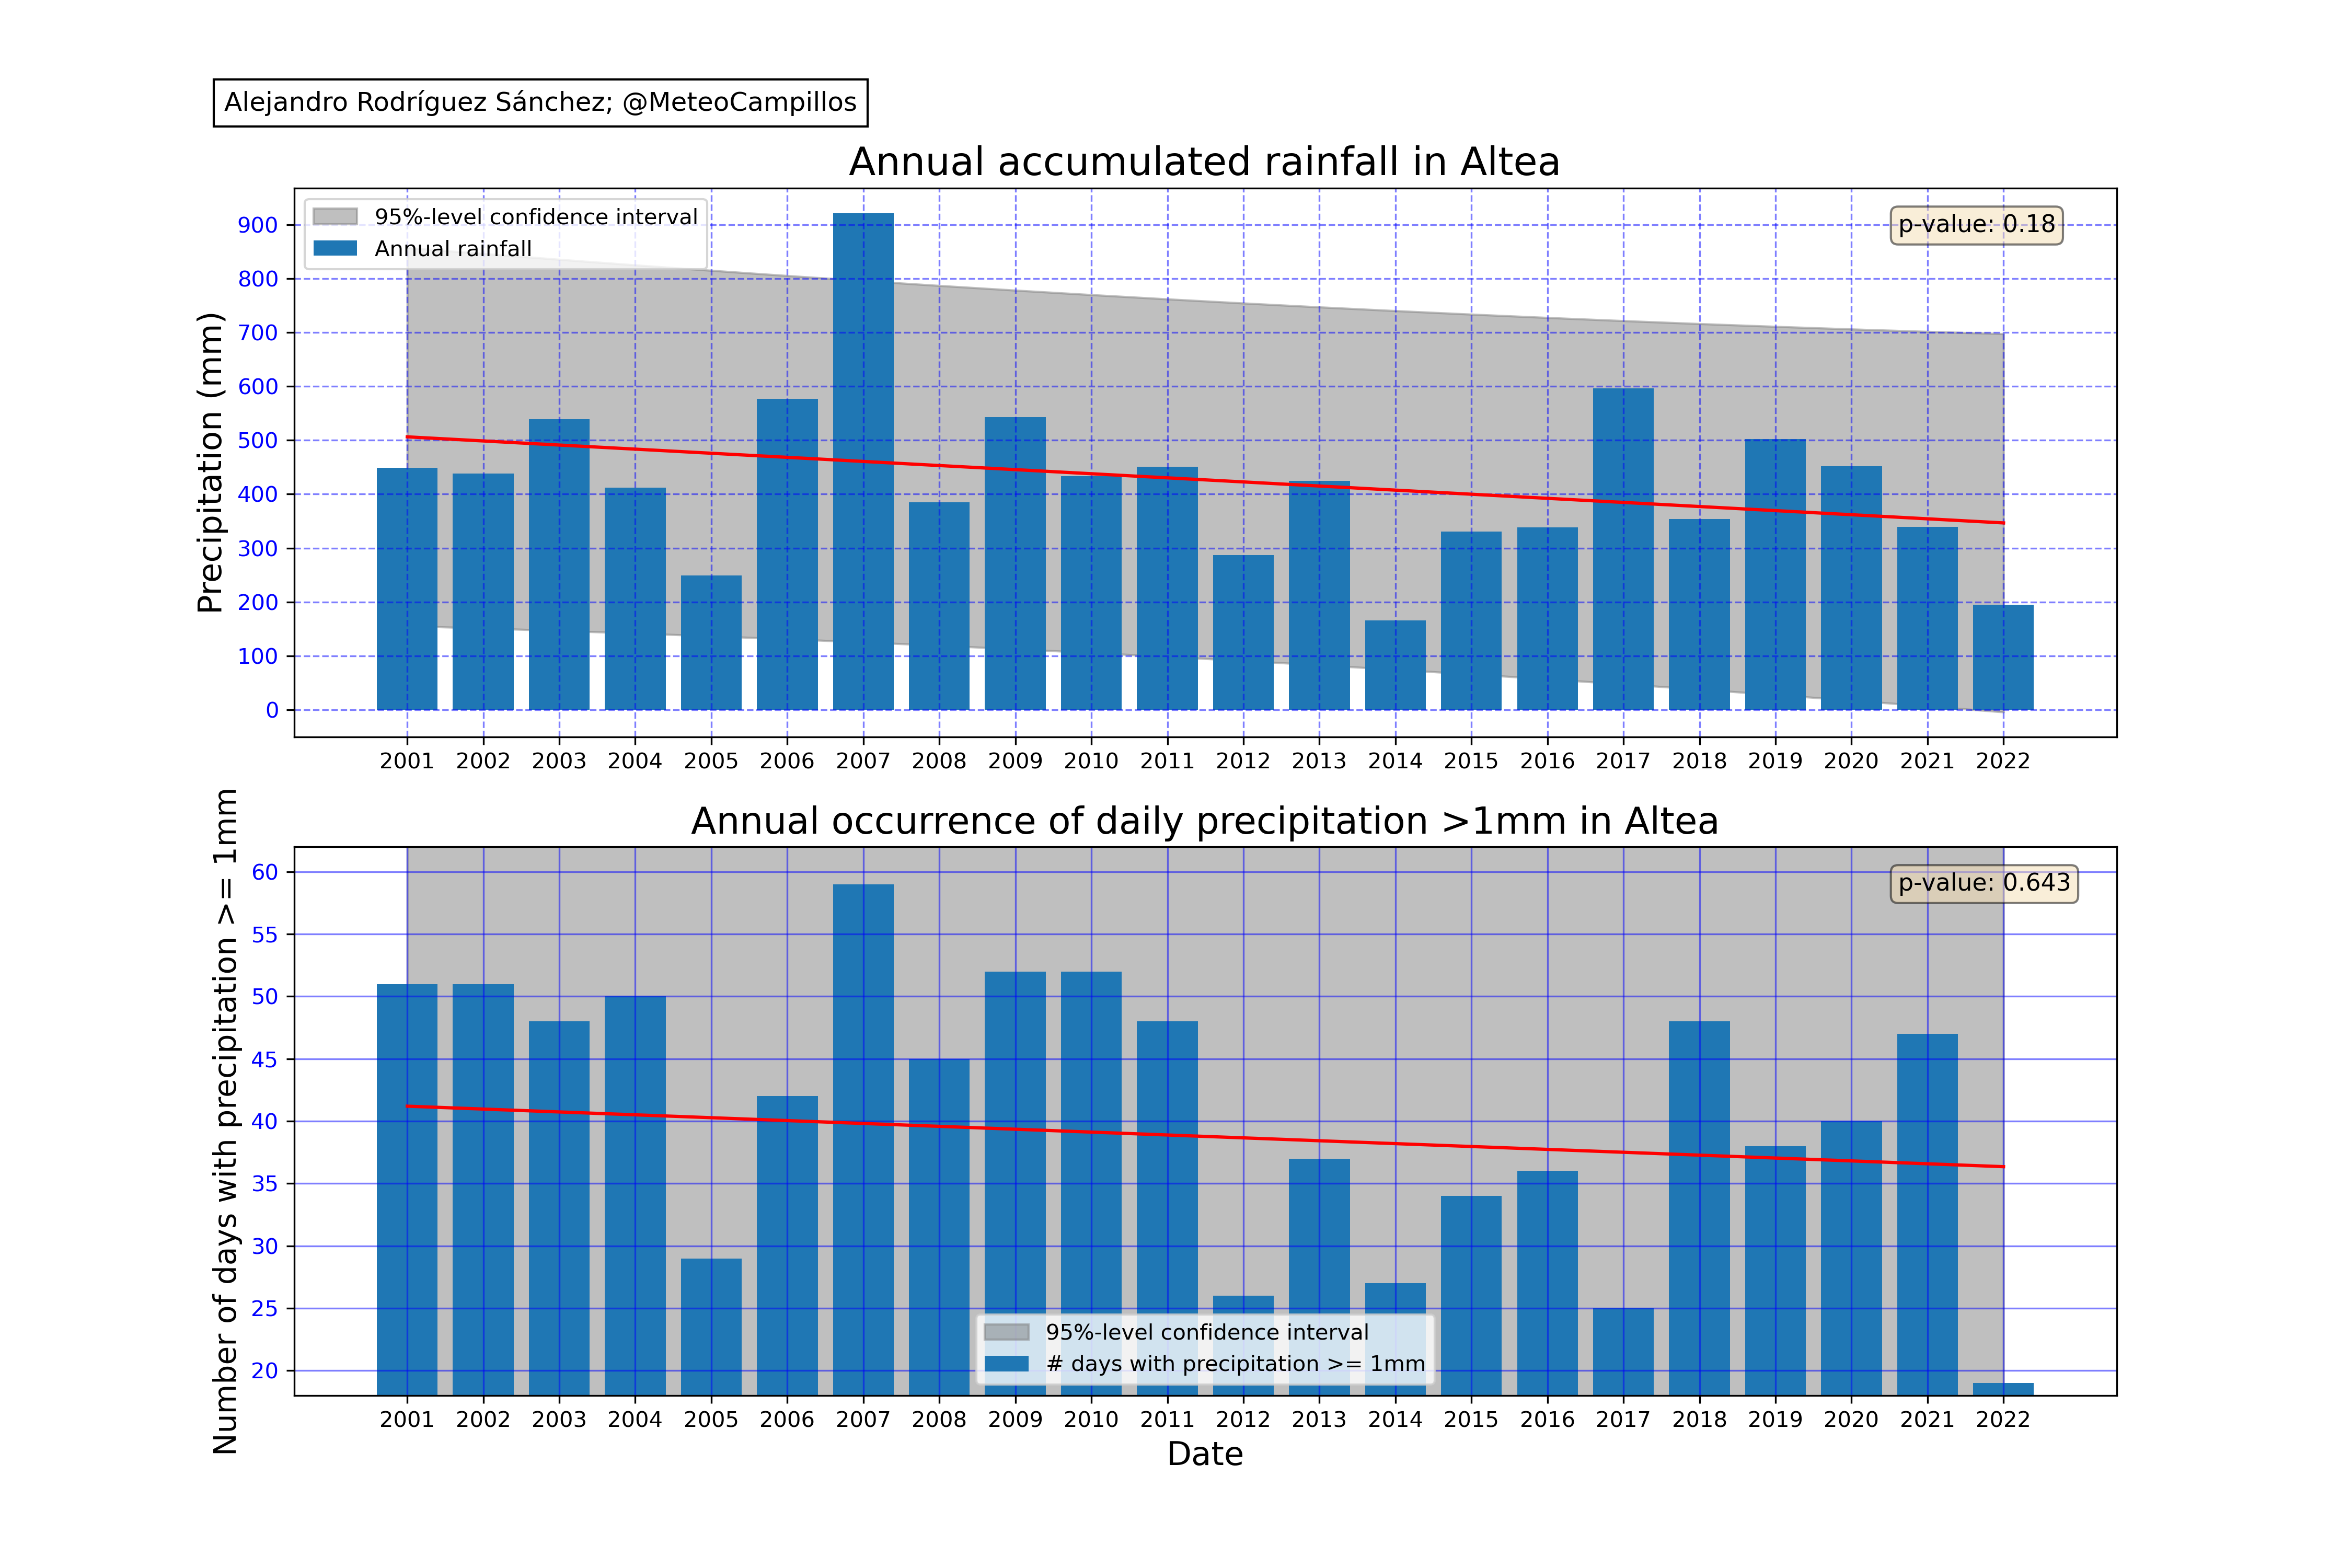 Alejandro Rodríguez Sánchez; @MeteoCampillos
Annual accumulated rainfall in Altea
95%-level confidence interval
Annual rainfall
p-value: 0.18
Precipitation (mm)
900
800
700
600
500
400
300
200
100
0
2001 2002 2003 2004 2005 2006 2007 2008 2009 2010 2011 2012 2013 2014 2015 2016 2017 2018 2019 2020 2021 2022
Annual occurrence of daily precipitation >1mm in Altea
p-value: 0.643
Number of days with precipitation >= 1mm
60
55
50
45
40
35
30
25
20
95%-level confidence interval
# days with precipitation >= 1mm
2001 2002 2003 2004 2005 2006 2007 2008 2009 2010 2011 2012 2013 2014 2015 2016 2017 2018 2019 2020 2021 2022
Date